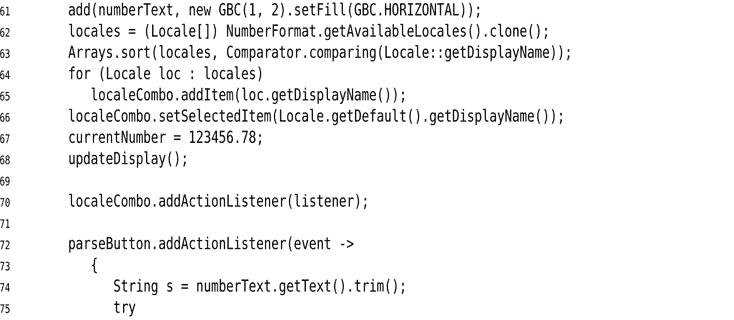 61 add(numberText, new GBC(1, 2).setFill(GBC.HORIZONTAL));
62 locales = (Locale[]) NumberFormat.getAvailableLocales().clone();
63 Arrays.sort(locales, Comparator.comparing(Locale::getDisplayName));
64 for (Locale loc : locales)
65 localeCombo.addItem(loc.getDisplayName());
66 localeCombo.setSelectedItem(Locale.getDefault().getDisplayName());
67 currentNumber = 123456.78;
68 updateDisplay();
69
70 localeCombo.addActionListener(listener);
71
72 parseButton.addActionListener(event ->
73 {
74 String s = numberText.getText().trim();
75 try